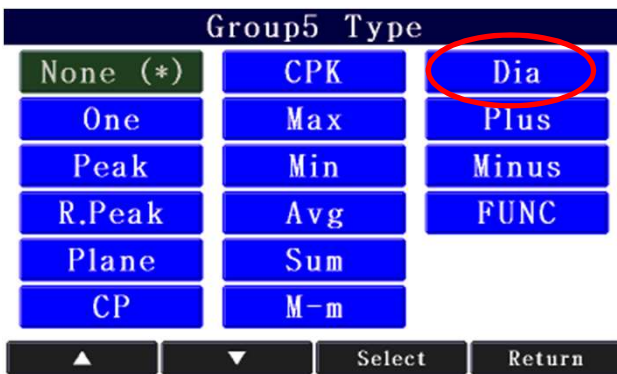 Group5 Type
None (*) CPK Dia
One Max Plus
Peak Min Minus
R.Peak Avg FUNC
Plane Sum
CP M-m
▲ ▼ Select Return